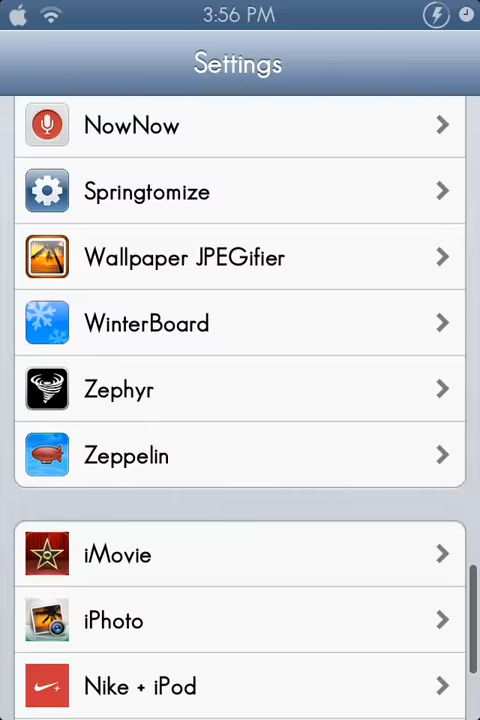 3:56 PM
Settings
NowNow
Springtomize
Wallpaper JPEGifier
WinterBoard
Zephyr
Zeppelin
iMovie
iPhoto
Nike + iPod